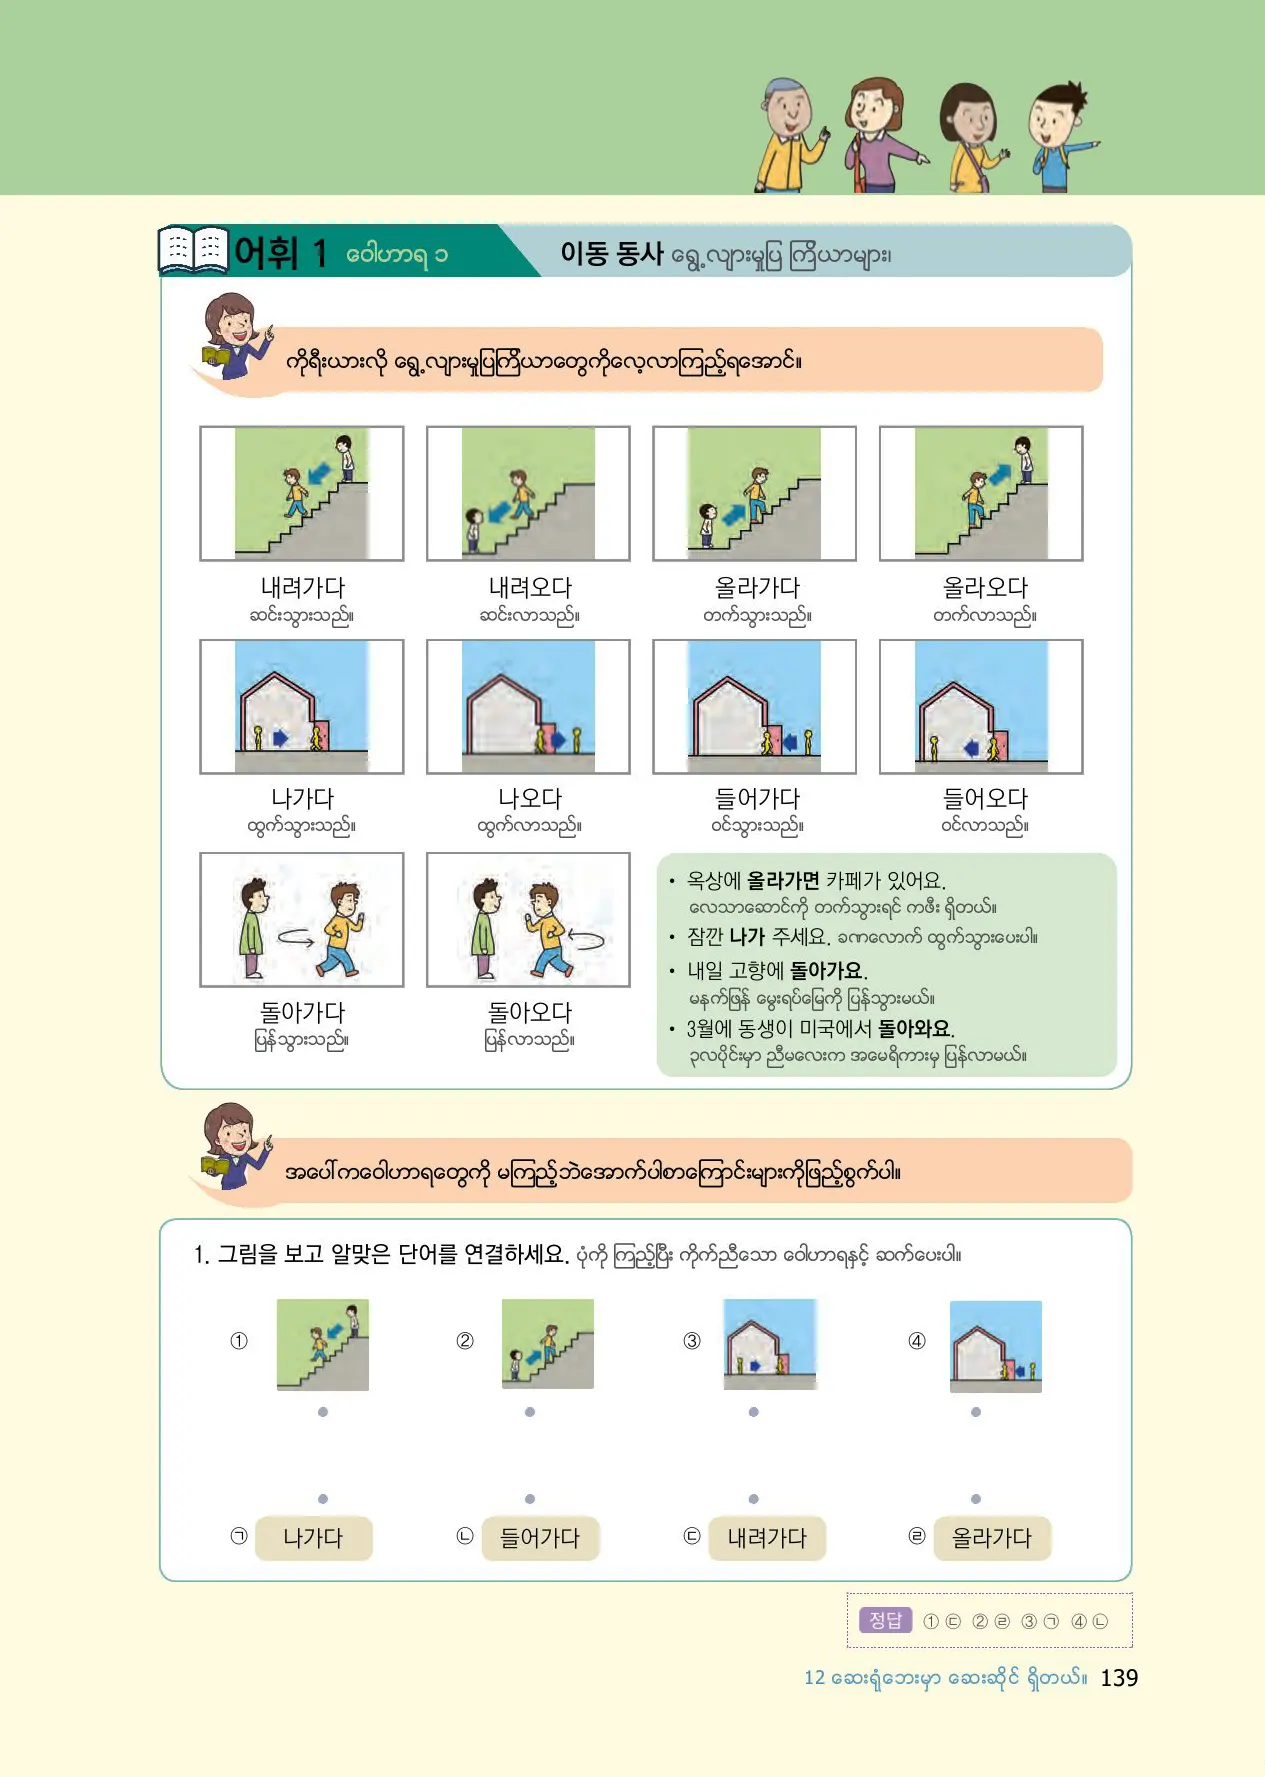 어휘 1 ဝေါဟာရ ၁
이동 동사 ရွေ့လျားမှုပြ ကြိယာများ
ကိုရီးယားလို ရွေ့လျားမှုပြကြိယာတွေကိုလေ့လာကြည့်ရအောင်။
내려가다 내려오다 올라가다 올라오다
ဆင်းသွားသည်။ ဆင်းလာသည်။ တက်သွားသည်။ တက်လာသည်။
나가다 나오다 들어가다 들어오다
ထွက်သွားသည်။ ထွက်လာသည်။ ဝင်သွားသည်။ ဝင်လာသည်။
돌아가다 돌아오다
ပြန်သွားသည်။ ပြန်လာသည်။
• 옥상에 올라가면 카페가 있어요.
လေသာဆောင်ကို တက်သွားရင် ကဖီး ရှိတယ်။
• 잠깐 나가 주세요. ခဏလောက် ထွက်သွားပေးပါ။
• 내일 고향에 돌아가요.
မနက်ဖြန် မွေးရပ်မြေကို ပြန်သွားမယ်။
• 3월에 동생이 미국에서 돌아와요.
၃လပိုင်းမှာ ညီမလေးက အမေရိကားမှ ပြန်လာမယ်။
အပေါ်ကဝေါဟာရတွေကို မကြည့်ဘဲအောက်ပါစာကြောင်းများကိုဖြည့်စွက်ပါ။
1. 그림을 보고 알맞은 단어를 연결하세요. ပုံကို ကြည့်ပြီး ကိုက်ညီသော ဝေါဟာရနှင့် ဆက်ပေးပါ။
① ② ③ ④
㉠ 나가다 ㉡ 들어가다 ㉢ 내려가다 ㉣ 올라가다
정답 ① ㉢ ② ㉣ ③ ㉠ ④ ㉡
12 ဆေးရုံဘေးမှာ ဆေးဆိုင် ရှိတယ်။ 139